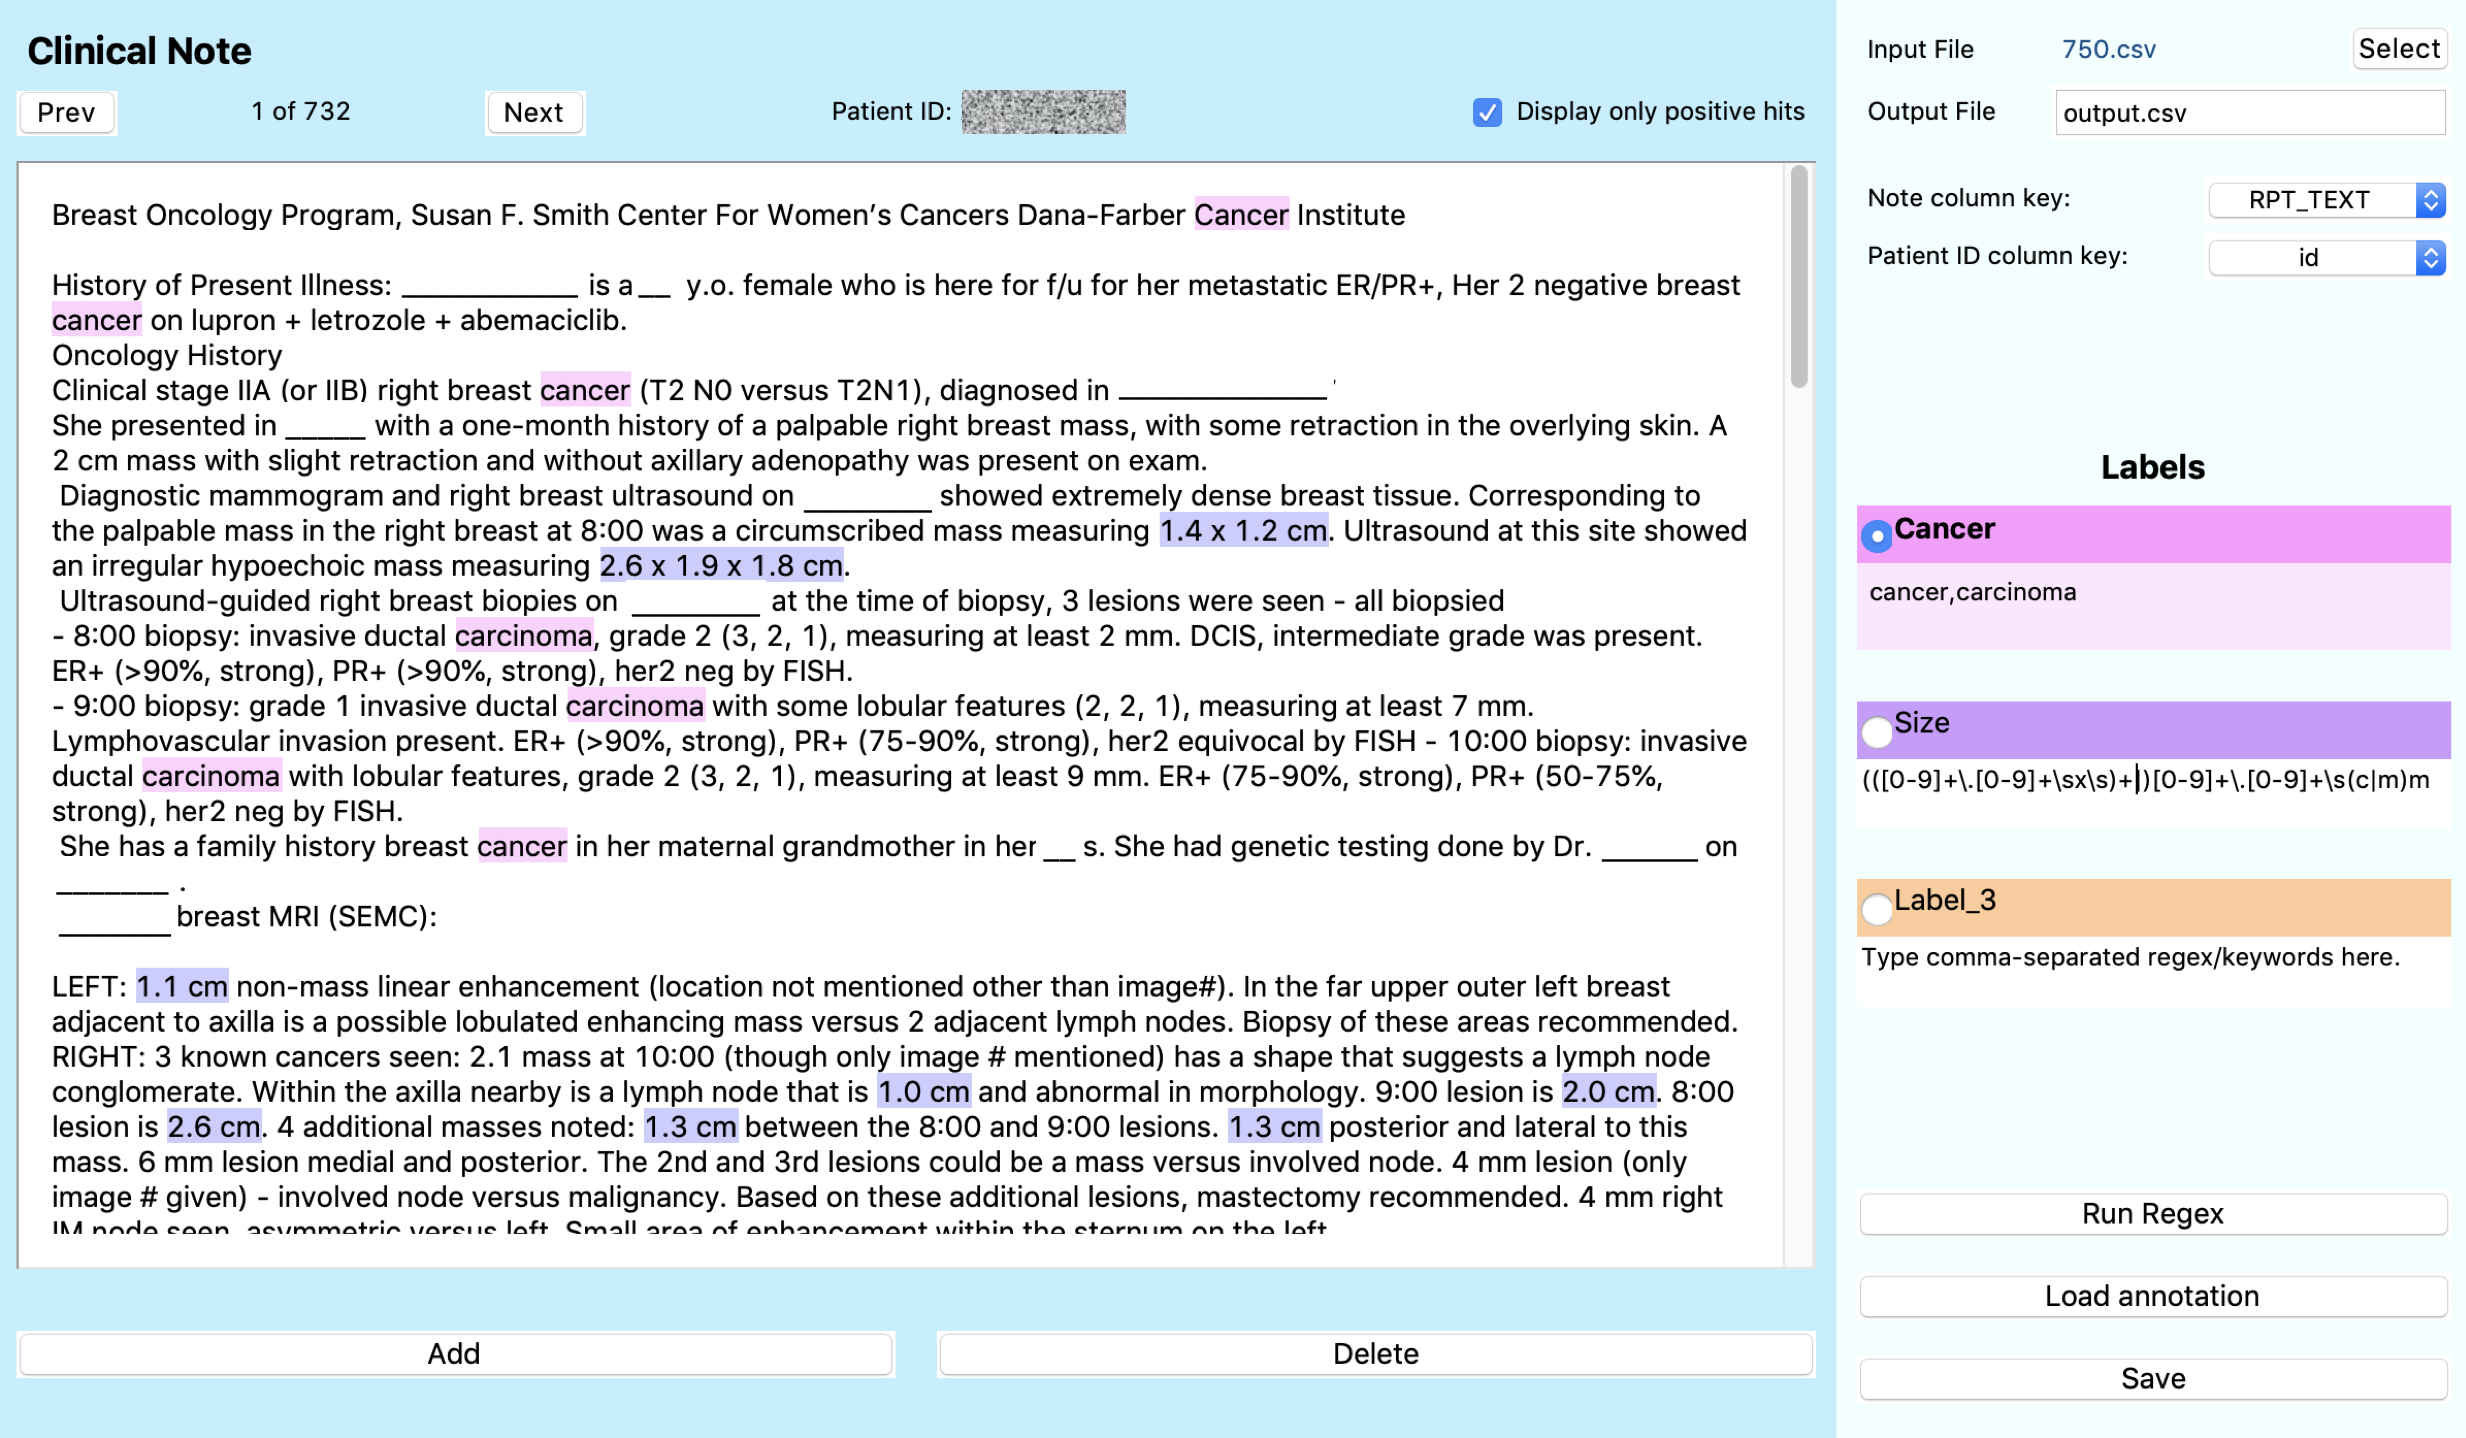 Clinical Note
Prev
1 of 732
Next
Patient ID:
Display only positive hits
Breast Oncology Program, Susan F. Smith Center For Women's Cancers Dana-Farber Cancer Institute
History of Present Illness: ___________ is a __ y.o. female who is here for f/u for her metastatic ER/PR+, Her 2 negative breast
cancer on lupron + letrozole + abemaciclib.
Oncology History
Clinical stage IIA (or IIB) right breast cancer (T2 N0 versus T2N1), diagnosed in _____________
She presented in _____ with a one-month history of a palpable right breast mass, with some retraction in the overlying skin. A
2 cm mass with slight retraction and without axillary adenopathy was present on exam.
Diagnostic mammogram and right breast ultrasound on ________ showed extremely dense breast tissue. Corresponding to
the palpable mass in the right breast at 8:00 was a circumscribed mass measuring 1.4 x 1.2 cm. Ultrasound at this site showed
an irregular hypoechoic mass measuring 2.6 x 1.9 x 1.8 cm.
Ultrasound-guided right breast biopies on ________ at the time of biopsy, 3 lesions were seen - all biopsied
- 8:00 biopsy: invasive ductal carcinoma, grade 2 (3, 2, 1), measuring at least 2 mm. DCIS, intermediate grade was present.
ER+ (>90%, strong), PR+ (>90%, strong), her2 neg by FISH.
- 9:00 biopsy: grade 1 invasive ductal carcinoma with some lobular features (2, 2, 1), measuring at least 7 mm.
Lymphovascular invasion present. ER+ (>90%, strong), PR+ (75-90%, strong), her2 equivocal by FISH - 10:00 biopsy: invasive
ductal carcinoma with lobular features, grade 2 (3, 2, 1), measuring at least 9 mm. ER+ (75-90%, strong), PR+ (50-75%,
strong), her2 neg by FISH.
She has a family history breast cancer in her maternal grandmother in her __ s. She had genetic testing done by Dr. ______ on
_______ .
_______ breast MRI (SEMC):
LEFT: 1.1 cm non-mass linear enhancement (location not mentioned other than image#). In the far upper outer left breast
adjacent to axilla is a possible lobulated enhancing mass versus 2 adjacent lymph nodes. Biopsy of these areas recommended.
RIGHT: 3 known cancers seen: 2.1 mass at 10:00 (though only image # mentioned) has a shape that suggests a lymph node
conglomerate. Within the axilla nearby is a lymph node that is 1.0 cm and abnormal in morphology. 9:00 lesion is 2.0 cm. 8:00
lesion is 2.6 cm. 4 additional masses noted: 1.3 cm between the 8:00 and 9:00 lesions. 1.3 cm posterior and lateral to this
mass. 6 mm lesion medial and posterior. The 2nd and 3rd lesions could be a mass versus involved node. 4 mm lesion (only
image # given) - involved node versus malignancy. Based on these additional lesions, mastectomy recommended. 4 mm right
IM node seen, asymmetric versus left. Small area of enhancement within the sternum on the left
Add
Delete
Input File
750.csv
Select
Output File
output.csv
Note column key:
RPT_TEXT
Patient ID column key:
id
Labels
Cancer
cancer,carcinoma
Size
(([0-9]+\.[0-9]+\sx\s)+|)[0-9]+\.[0-9]+\s(c|m)m
Label_3
Type comma-separated regex/keywords here.
Run Regex
Load annotation
Save